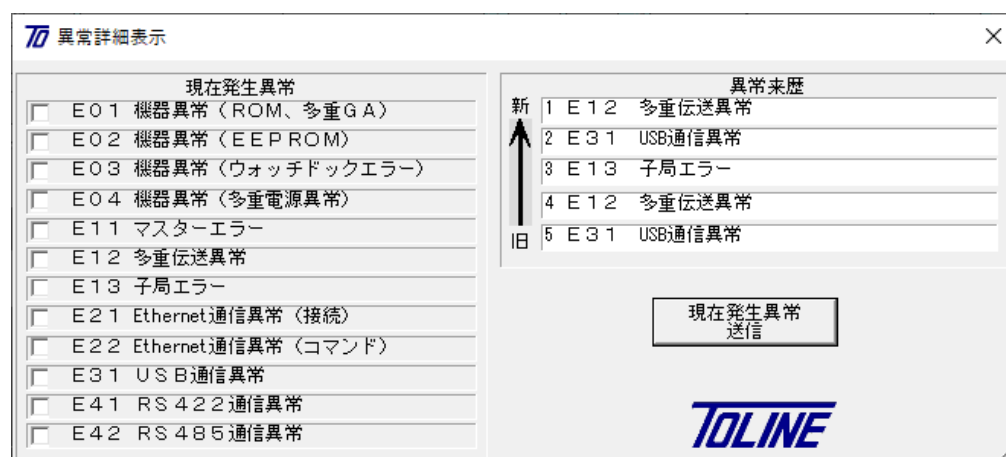 TO 異常詳細表示
現在発生異常
E01 機器異常（ROM、多重GA）
E02 機器異常（EEPROM）
E03 機器異常（ウォッチドックエラー）
E04 機器異常（多重電源異常）
E11 マスターエラー
E12 多重伝送異常
E13 子局エラー
E21 Ethernet通信異常（接続）
E22 Ethernet通信異常（コマンド）
E31 USB通信異常
E41 RS422通信異常
E42 RS485通信異常
異常来歴
新
1 E12 多重伝送異常
2 E31 USB通信異常
3 E13 子局エラー
4 E12 多重伝送異常
5 E31 USB通信異常
旧
現在発生異常
送信
TOLINE